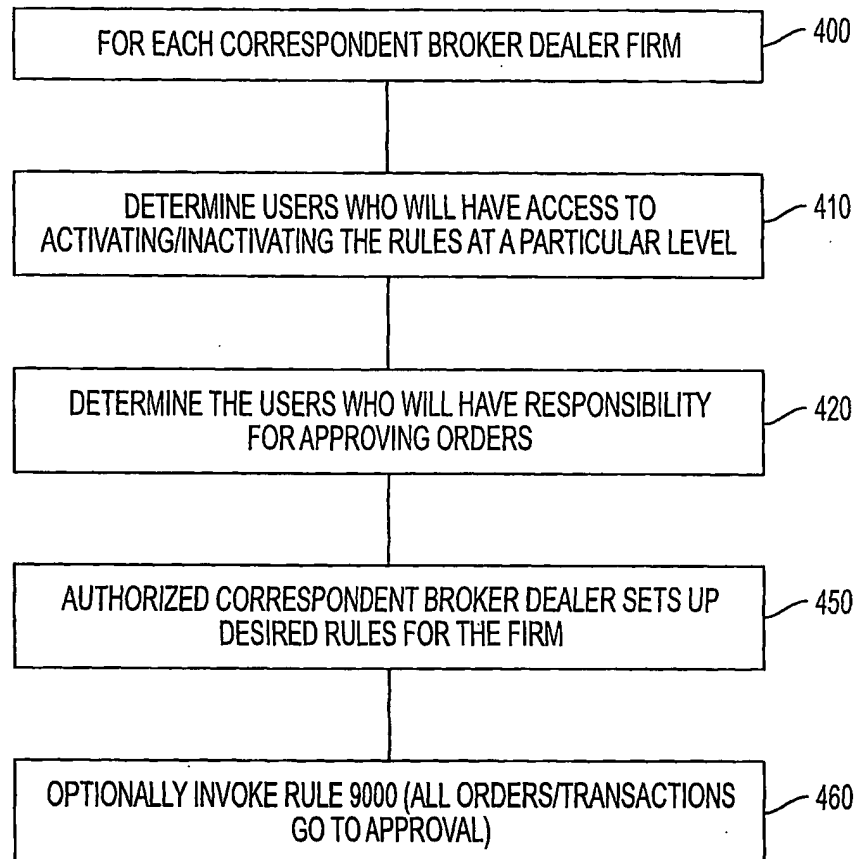 FOR EACH CORRESPONDENT BROKER DEALER FIRM
400
DETERMINE USERS WHO WILL HAVE ACCESS TO
ACTIVATING/INACTIVATING THE RULES AT A PARTICULAR LEVEL
410
DETERMINE THE USERS WHO WILL HAVE RESPONSIBILITY
FOR APPROVING ORDERS
420
AUTHORIZED CORRESPONDENT BROKER DEALER SETS UP
DESIRED RULES FOR THE FIRM
450
OPTIONALLY INVOKE RULE 9000 (ALL ORDERS/TRANSACTIONS
GO TO APPROVAL)
460